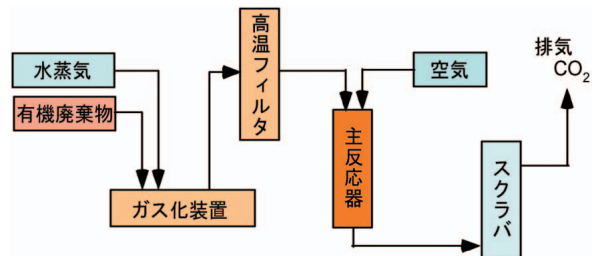 水蒸気
有機廃棄物
ガス化装置
高温フィルタ
空気
主反応器
スクラバ
排気
CO₂